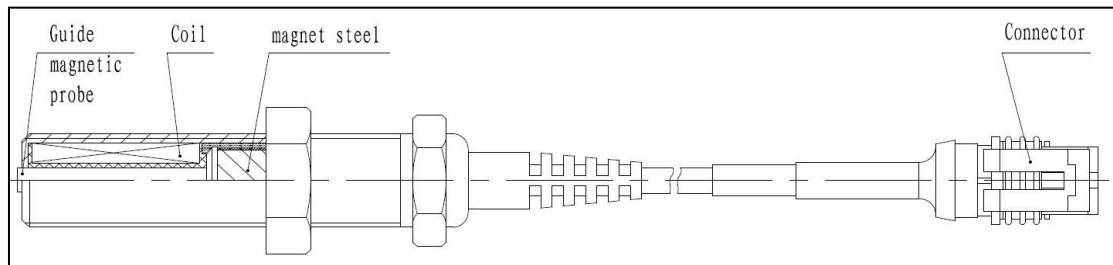 Guide
magnetic
probe
Coil
magnet steel
Connector